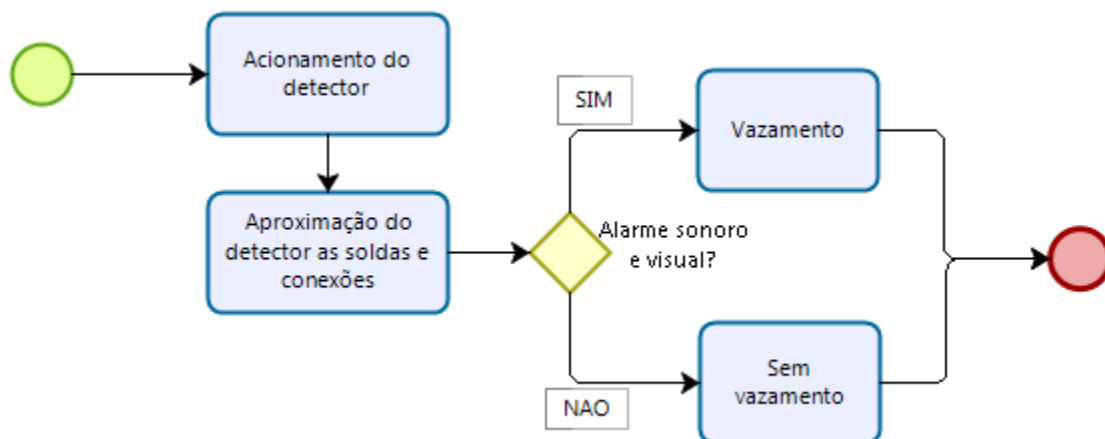 Acionamento do
detector
Aproximação do
detector as soldas e
conexões
Alarme sonoro
e visual?
SIM
Vazamento
NAO
Sem
vazamento